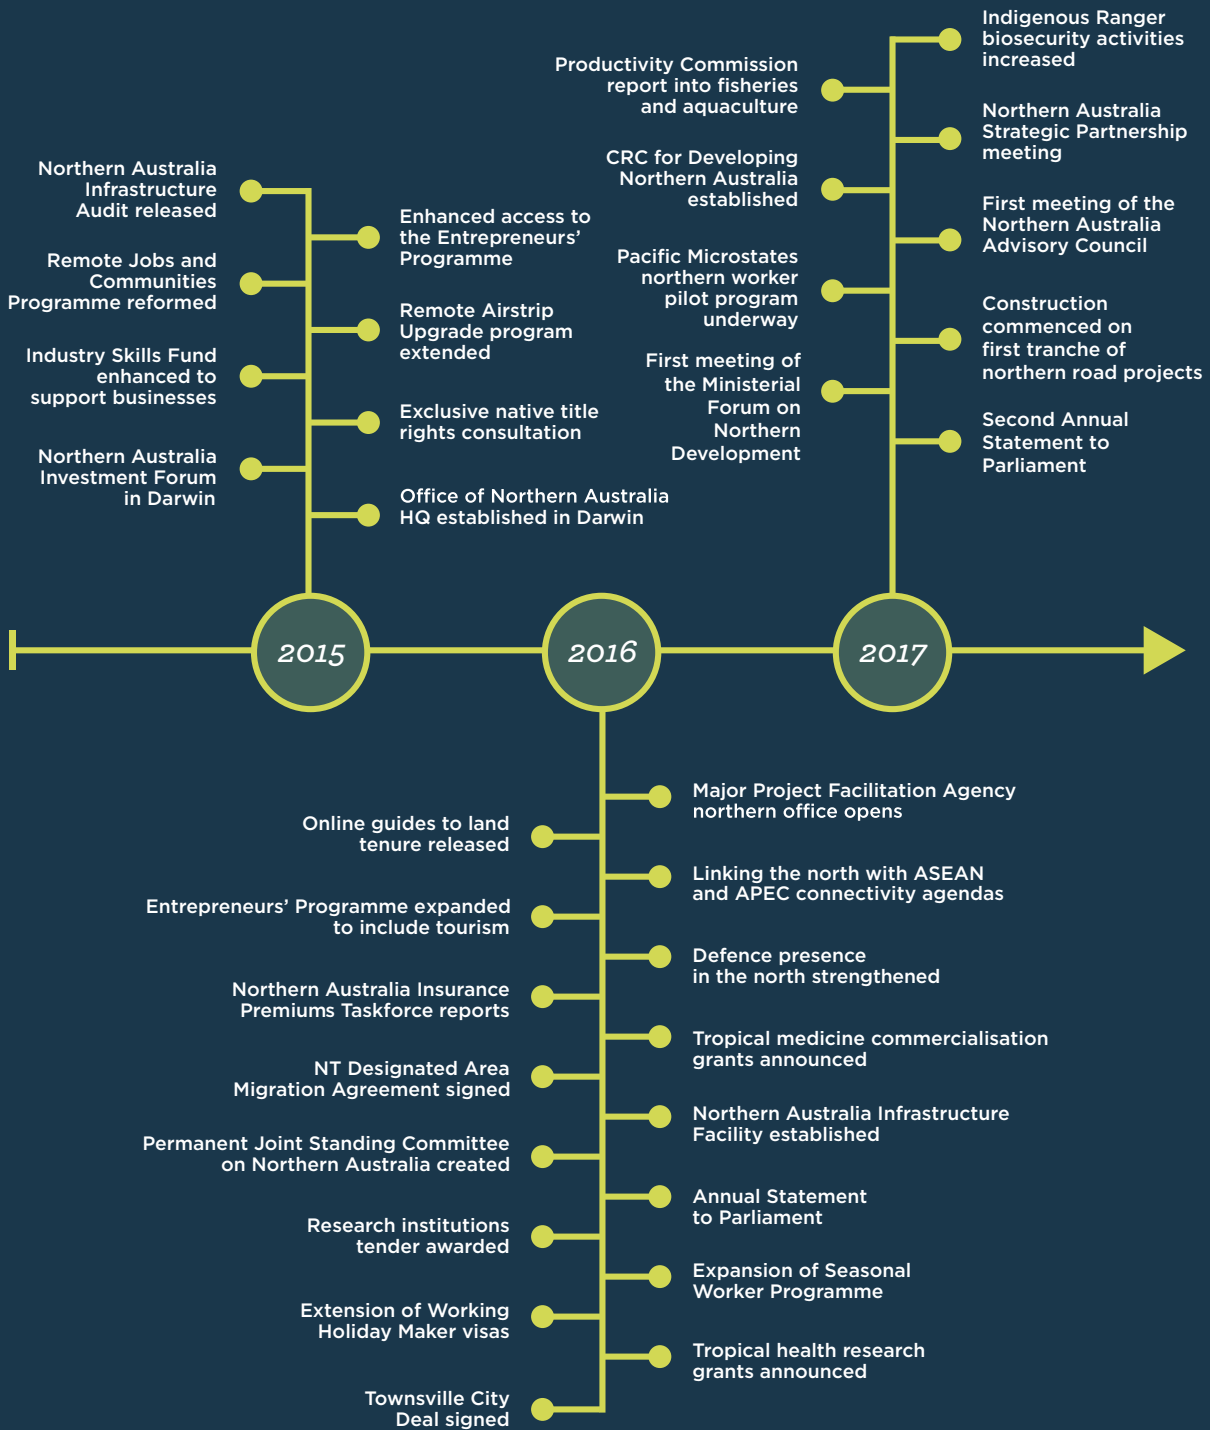 Northern Australia
Infrastructure
Audit released
Remote Jobs and
Communities
Programme reformed
Industry Skills Fund
enhanced to
support businesses
Northern Australia
Investment Forum
in Darwin
Enhanced access to
the Entrepreneurs’
Programme
Remote Airstrip
Upgrade program
extended
Exclusive native title
rights consultation
Office of Northern Australia
HQ established in Darwin
Productivity Commission
report into fisheries
and aquaculture
CRC for Developing
Northern Australia
established
Pacific Microstates
northern worker
pilot program
underway
First meeting of
the Ministerial
Forum on
Northern
Development
Indigenous Ranger
biosecurity activities
increased
Northern Australia
Strategic Partnership
meeting
First meeting of the
Northern Australia
Advisory Council
Construction
commenced on
first tranche of
northern road projects
Second Annual
Statement to
Parliament
2015
2016
2017
Online guides to land
tenure released
Entrepreneurs’ Programme expanded
to include tourism
Northern Australia Insurance
Premiums Taskforce reports
NT Designated Area
Migration Agreement signed
Permanent Joint Standing Committee
on Northern Australia created
Research institutions
tender awarded
Extension of Working
Holiday Maker visas
Townsville City
Deal signed
Major Project Facilitation Agency
northern office opens
Linking the north with ASEAN
and APEC connectivity agendas
Defence presence
in the north strengthened
Tropical medicine commercialisation
grants announced
Northern Australia Infrastructure
Facility established
Annual Statement
to Parliament
Expansion of Seasonal
Worker Programme
Tropical health research
grants announced